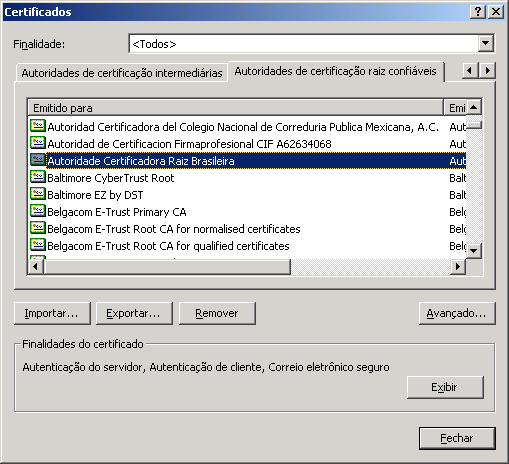 Certificados
Finalidade: <Todos>
Autoridades de certificação intermediárias Autoridades de certificação raiz confiáveis
Emitido para Emi
Autoridad Certificadora del Colegio Nacional de Correduria Publica Mexicana, A.C. Aut
Autoridad de Certificacion Firmaprofesional CIF A62634068 Aut
Autoridade Certificadora Raiz Brasileira Aut
Baltimore CyberTrust Root Balt
Baltimore EZ by DST Balt
Belgacom E-Trust Primary CA Belg
Belgacom E-Trust Root CA for normalised certificates Belg
Belgacom E-Trust Root CA for qualified certificates Belg
Importar... Exportar... Remover Avançado...
Finalidades do certificado
Autenticação do servidor, Autenticação de cliente, Correio eletrônico seguro
Exibir
Fechar